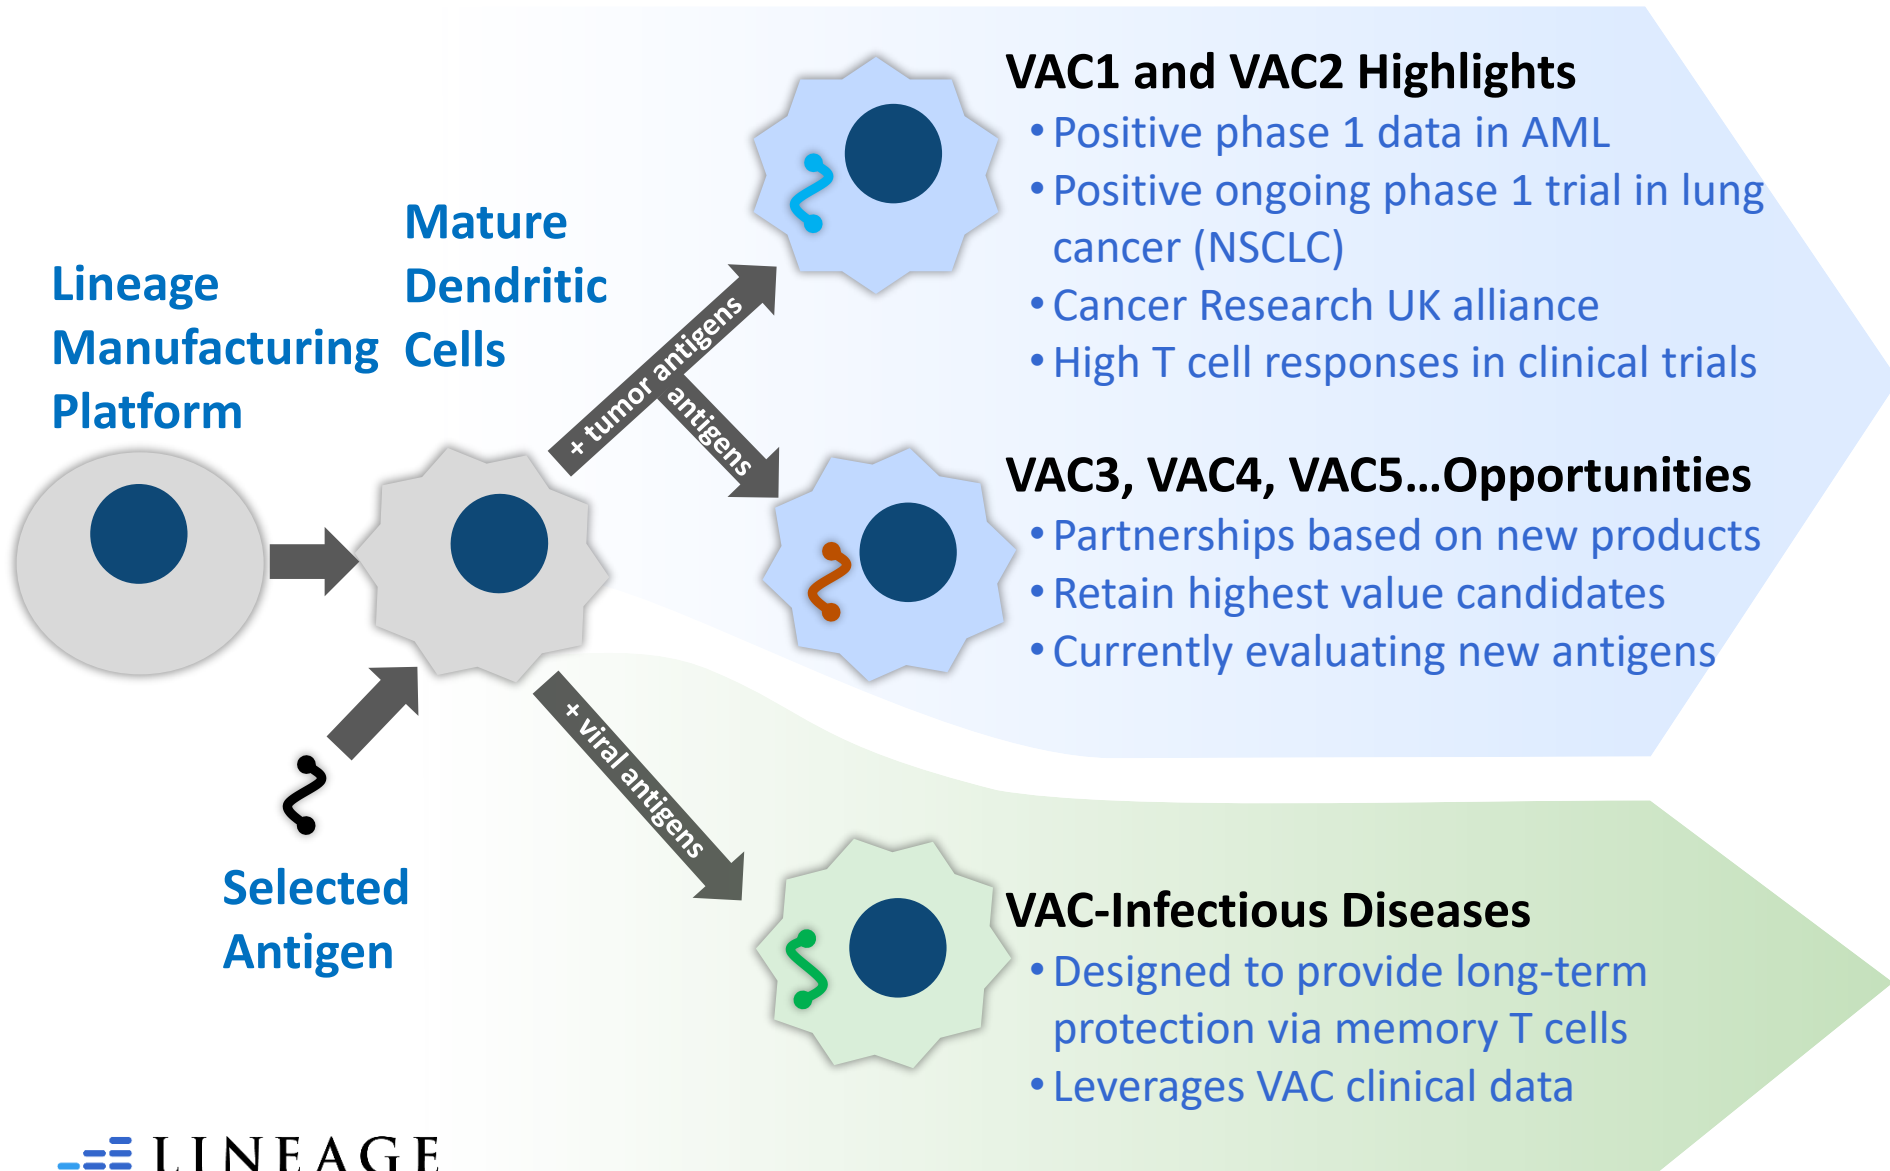 Lineage
Manufacturing
Platform
Mature
Dendritic
Cells
Selected
Antigen
+ tumor antigens
antigens
+ viral antigens
VAC1 and VAC2 Highlights
• Positive phase 1 data in AML
• Positive ongoing phase 1 trial in lung
cancer (NSCLC)
• Cancer Research UK alliance
• High T cell responses in clinical trials
VAC3, VAC4, VAC5…Opportunities
• Partnerships based on new products
• Retain highest value candidates
• Currently evaluating new antigens
VAC-Infectious Diseases
• Designed to provide long-term
protection via memory T cells
• Leverages VAC clinical data
LINEAGE